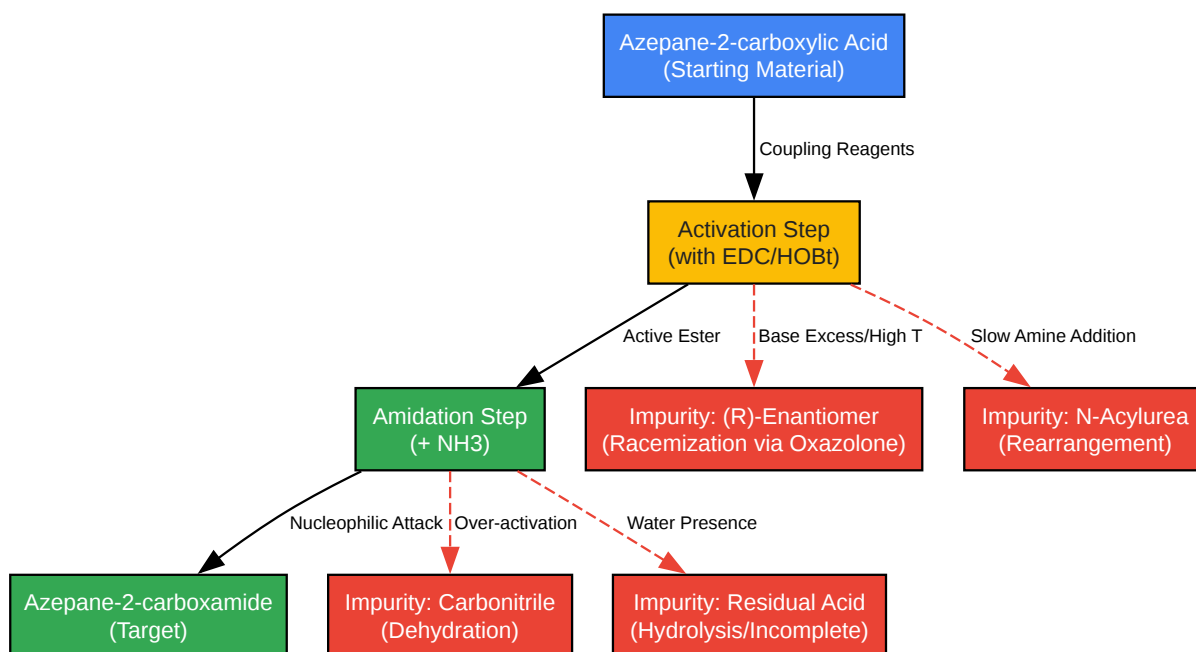 Azepane-2-carboxylic Acid
(Starting Material)
Coupling Reagents
Activation Step
(with EDC/HOBt)
Active Ester
Base Excess/High T
Slow Amine Addition
Amidation Step
(+ NH3)
Impurity: (R)-Enantiomer
(Racemization via Oxazolone)
Impurity: N-Acylurea
(Rearrangement)
Nucleophilic Attack
Over-activation
Water Presence
Azepane-2-carboxamide
(Target)
Impurity: Carbonitrile
(Dehydration)
Impurity: Residual Acid
(Hydrolysis/Incomplete)